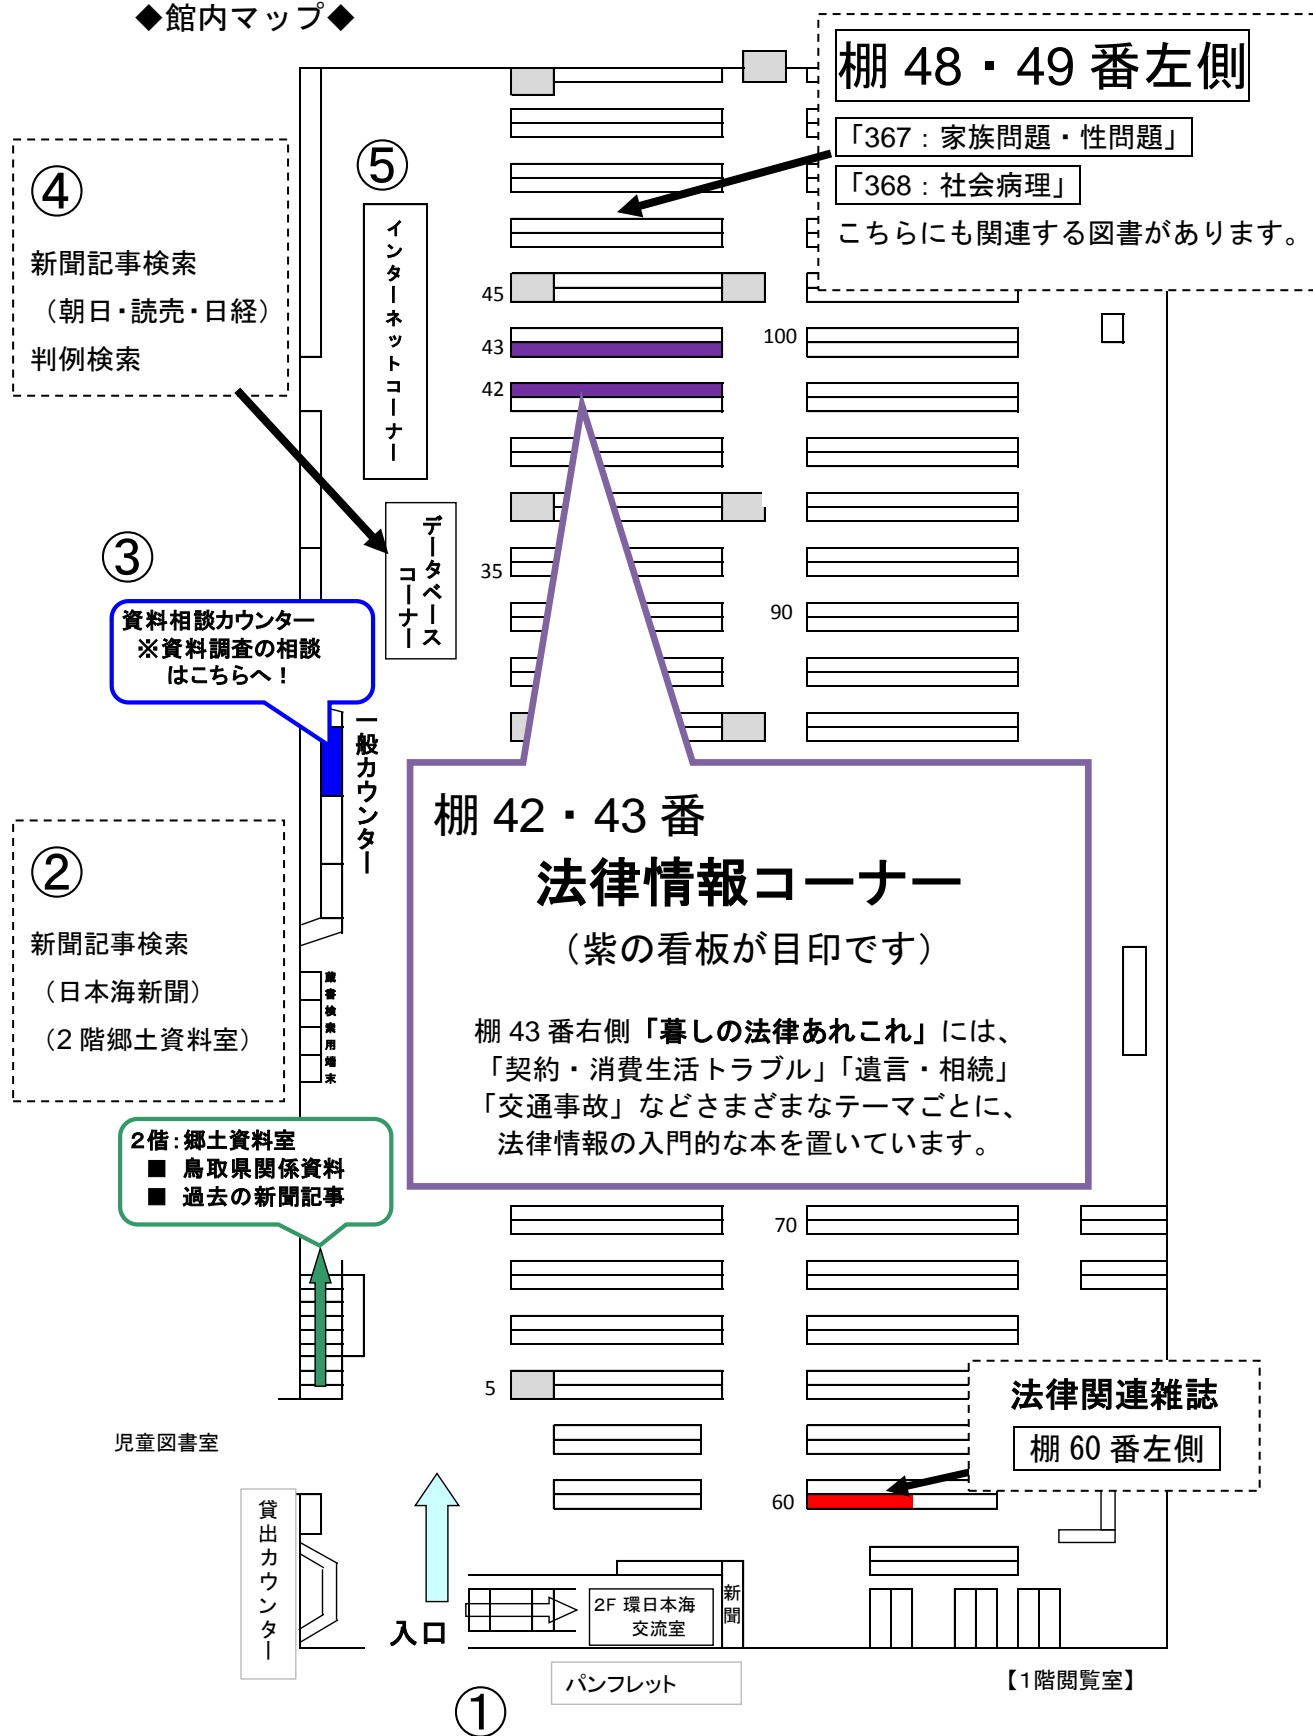 ◆館内マップ◆
棚 48・49 番左側
「367：家族問題・性問題」
「368：社会病理」
こちらにも関連する図書があります。
④
新聞記事検索
（朝日・読売・日経）
判例検索
⑤
インターネットコーナー
45
43
42
100
データベース
コーナー
35
90
③
資料相談カウンター
※資料調査の相談
はこちらへ！
一般カウンター
棚 42・43 番
法律情報コーナー
（紫の看板が目印です）
棚 43 番右側「暮しの法律あれこれ」には、
「契約・消費生活トラブル」「遺言・相続」
「交通事故」などさまざまなテーマごとに、
法律情報の入門的な本を置いています。
②
新聞記事検索
（日本海新聞）
（2 階郷土資料室）
蔵書検索用端末
2階：郷土資料室
■ 鳥取県関係資料
■ 過去の新聞記事
70
5
法律関連雑誌
棚 60 番左側
児童図書室
60
貸出カウンター
入口
2F 環日本海
交流室
新聞
パンフレット
【1階閲覧室】
①